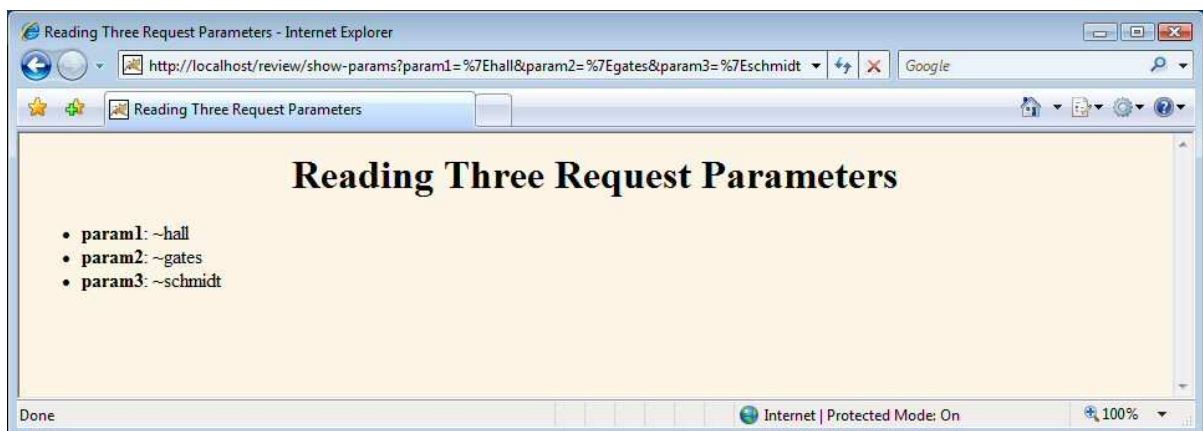 Reading Three Request Parameters - Internet Explorer
http://localhost/review/show-params?param1=%7Ehall&param2=%7Egates&param3=%7Eschmidt
Google
Reading Three Request Parameters
Reading Three Request Parameters
• param1: ~hall
• param2: ~gates
• param3: ~schmidt
Done
Internet | Protected Mode: On
100%